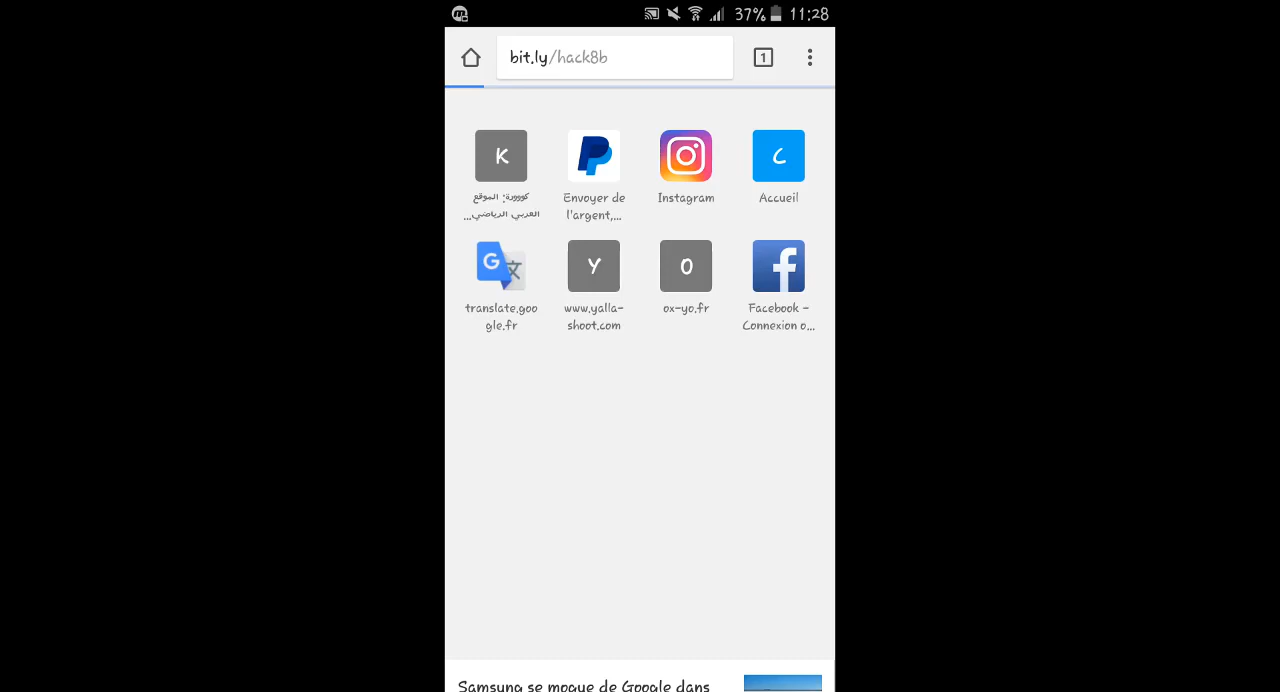 37% 11:28
bit.ly/hack8b
1
K
C
كووورة: الموقع
العربي الرياضي...
Envoyer de
l'argent,...
Instagram
Accueil
G
Y
O
f
translate.goo
gle.fr
www.yalla-
shoot.com
ox-yo.fr
Facebook -
Connexion o...
Samsung se moque de Google dans